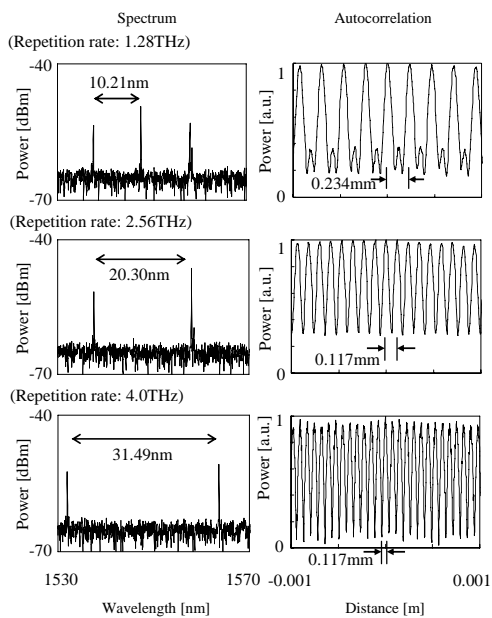 Spectrum
Autocorrelation
(Repetition rate: 1.28THz)
-40
10.21nm
Power [dBm]
-70
1
Power [a.u.]
0.234mm
0
(Repetition rate: 2.56THz)
-40
20.30nm
Power [dBm]
-70
1
Power [a.u.]
0.117mm
0
(Repetition rate: 4.0THz)
-40
31.49nm
Power [dBm]
-70
1
Power [a.u.]
0
0.117mm
1530
1570
-0.001
0.001
Wavelength [nm]
Distance [m]